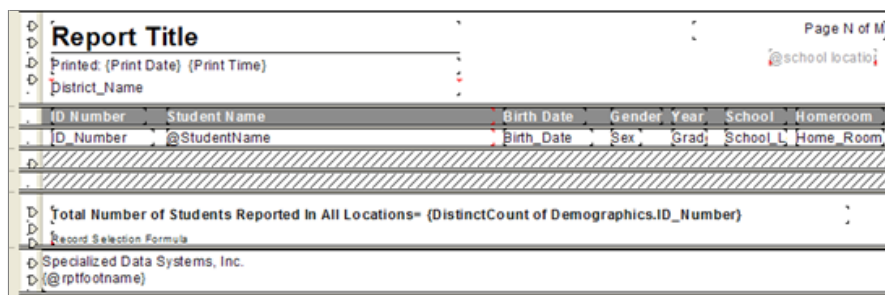 Report Title
Page N of M
Printed: {Print Date} {Print Time}
@school locatio
District_Name
ID Number Student Name Birth Date Gender Year School Homeroom
ID_Number @StudentName Birth_Date Sex Grad School_L Home_Room
Total Number of Students Reported In All Locations= {DistinctCount of Demographics.ID_Number}
Record Selection Formula
Specialized Data Systems, Inc.
{@rptfootname}